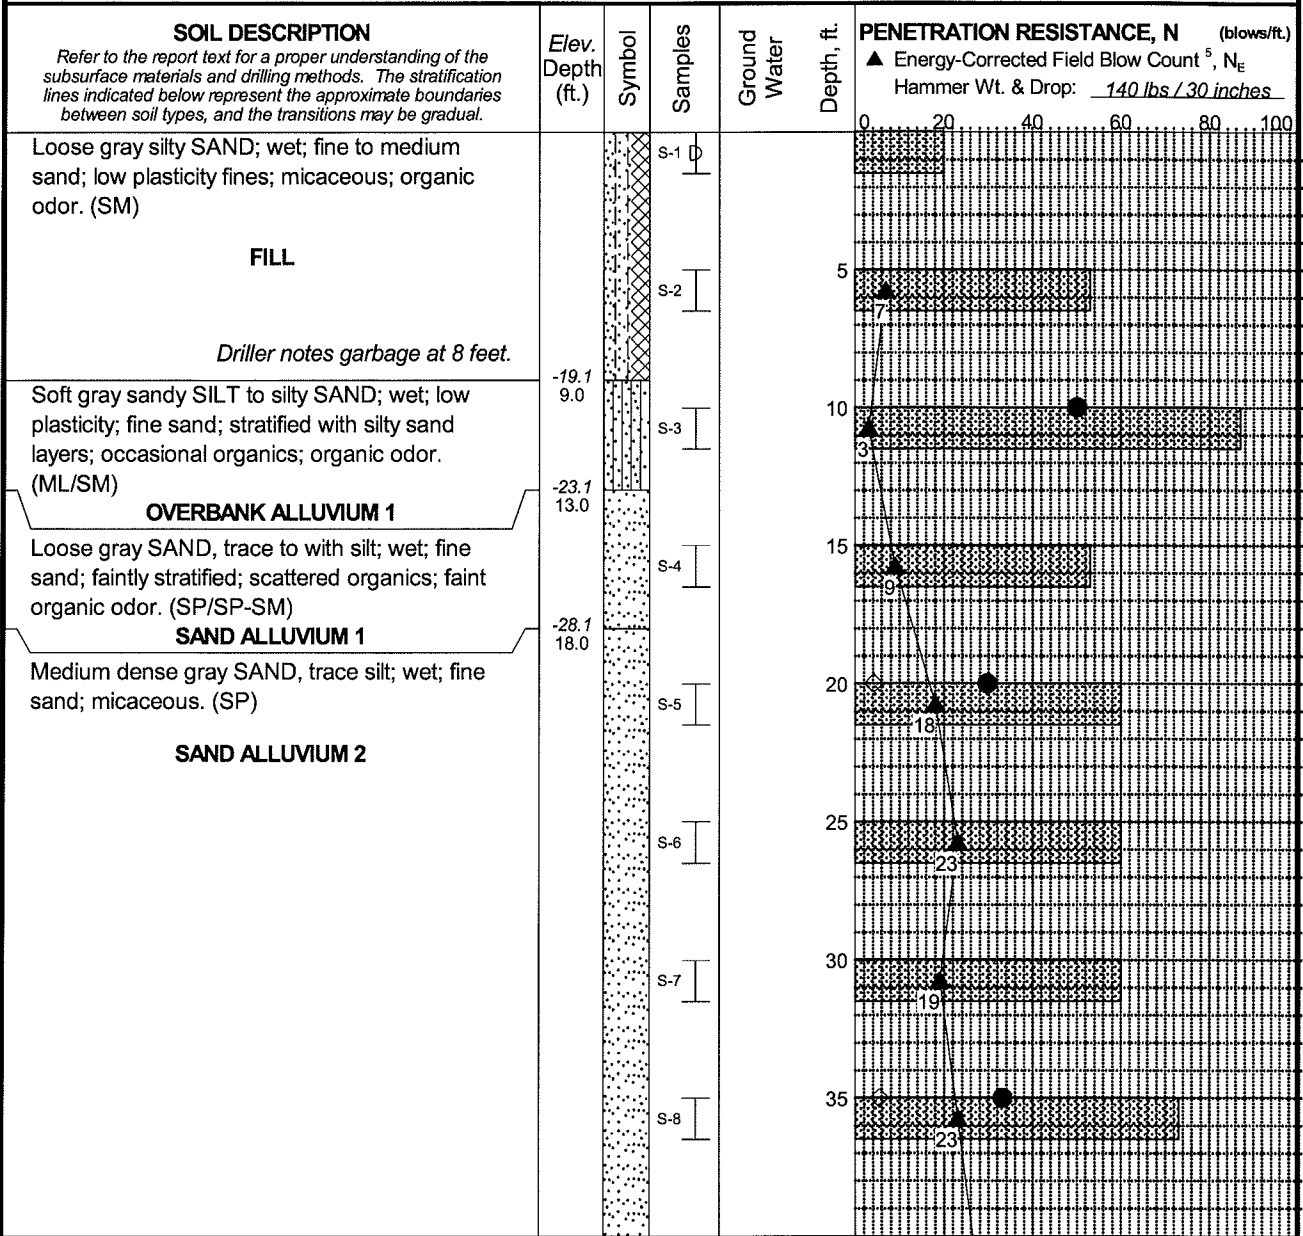 SOIL DESCRIPTION
Refer to the report text for a proper understanding of the
subsurface materials and drilling methods. The stratification
lines indicated below represent the approximate boundaries
between soil types, and the transitions may be gradual.
Elev.
Depth
(ft.)
Symbol
Samples
Ground
Water
Depth, ft.
PENETRATION RESISTANCE, N (blows/ft.)
▲ Energy-Corrected Field Blow Count 5, NE
Hammer Wt. & Drop: 140 lbs / 30 inches
0 20 40 60 80 100
Loose gray silty SAND; wet; fine to medium
sand; low plasticity fines; micaceous; organic
odor. (SM)
FILL
Driller notes garbage at 8 feet.
-19.1
9.0
Soft gray sandy SILT to silty SAND; wet; low
plasticity; fine sand; stratified with silty sand
layers; occasional organics; organic odor.
(ML/SM)
-23.1
13.0
OVERBANK ALLUVIUM 1
Loose gray SAND, trace to with silt; wet; fine
sand; faintly stratified; scattered organics; faint
organic odor. (SP/SP-SM)
-28.1
18.0
SAND ALLUVIUM 1
Medium dense gray SAND, trace silt; wet; fine
sand; micaceous. (SP)
SAND ALLUVIUM 2
S-1
S-2
S-3
S-4
S-5
S-6
S-7
S-8
5
10
15
20
25
30
35
7
3
9
18
23
19
23